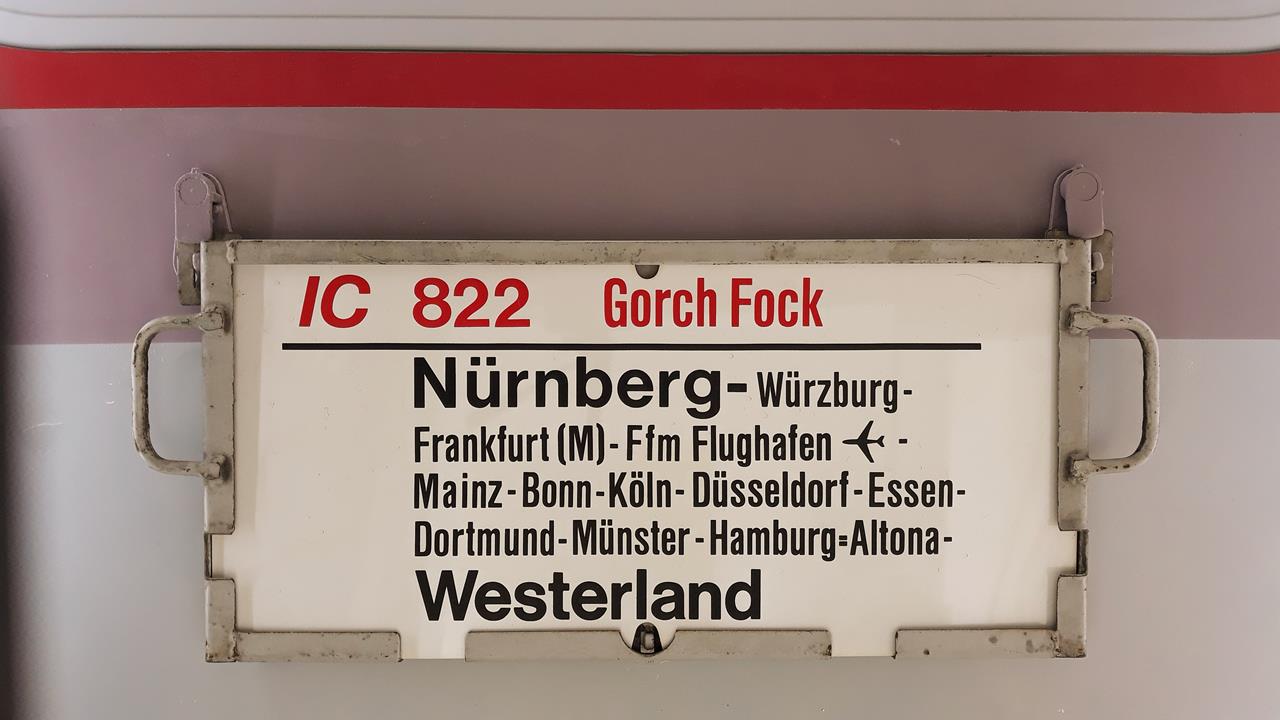 IC 822 Gorch Fock
Nürnberg- Würzburg-
Frankfurt (M) - Ffm Flughafen ✈ -
Mainz - Bonn - Köln - Düsseldorf - Essen-
Dortmund - Münster - Hamburg=Altona-
Westerland